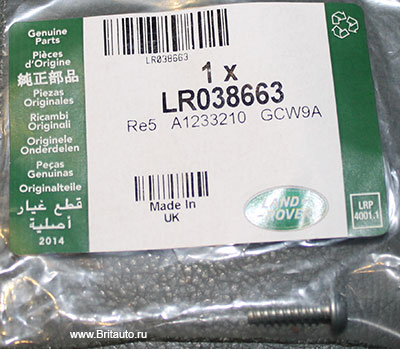 Genuine
Parts
Pièces
d'Origine
純正部品
Piezas
Originales
Ricambi
Originali
Originele
Onderdelen
Peças
Genuinas
Originalteile
قطع غيار
أصلية
2014
LR038663
1 x
LR038663
Re5 A1233210 GCW9A
Made In
UK
LAND
ROVER
LRP
4001.1
www.Britauto.ru